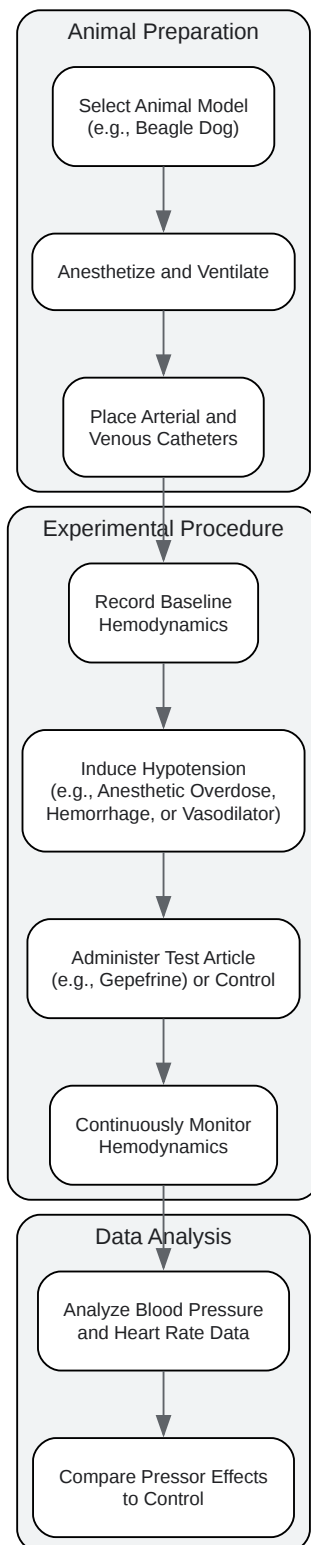 Animal Preparation
Select Animal Model
(e.g., Beagle Dog)
Anesthetize and Ventilate
Place Arterial and
Venous Catheters
Experimental Procedure
Record Baseline
Hemodynamics
Induce Hypotension
(e.g., Anesthetic Overdose,
Hemorrhage, or Vasodilator)
Administer Test Article
(e.g., Gepefrine) or Control
Continuously Monitor
Hemodynamics
Data Analysis
Analyze Blood Pressure
and Heart Rate Data
Compare Pressor Effects
to Control